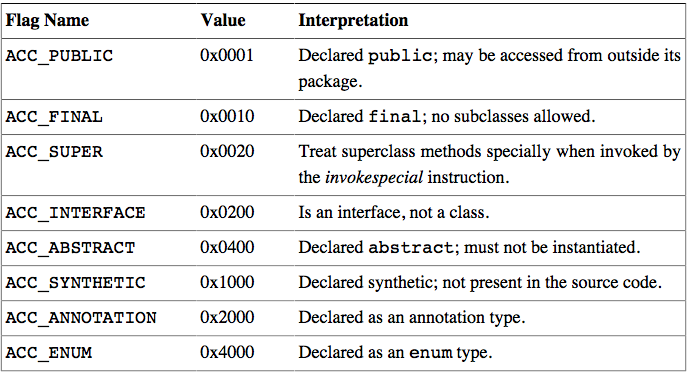 Flag Name Value Interpretation
ACC_PUBLIC 0x0001 Declared public; may be accessed from outside its
package.
ACC_FINAL 0x0010 Declared final; no subclasses allowed.
ACC_SUPER 0x0020 Treat superclass methods specially when invoked by
the invokespecial instruction.
ACC_INTERFACE 0x0200 Is an interface, not a class.
ACC_ABSTRACT 0x0400 Declared abstract; must not be instantiated.
ACC_SYNTHETIC 0x1000 Declared synthetic; not present in the source code.
ACC_ANNOTATION 0x2000 Declared as an annotation type.
ACC_ENUM 0x4000 Declared as an enum type.